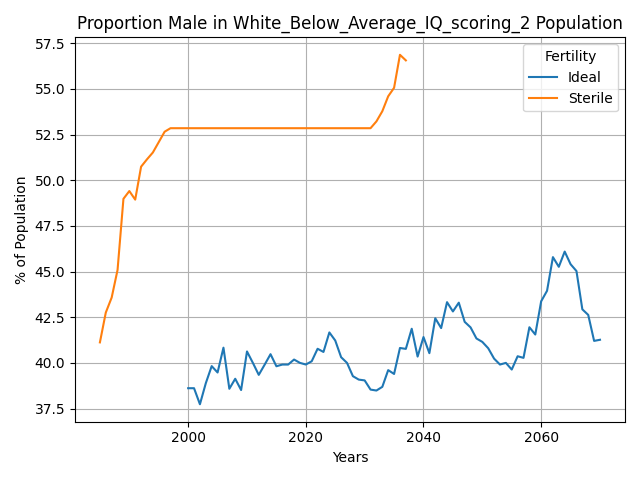 Proportion Male in White_Below_Average_IQ_scoring_2 Population
57.5
55.0
52.5
50.0
47.5
45.0
42.5
40.0
37.5
% of Population
Fertility
Ideal
Sterile
2000
2020
2040
2060
Years